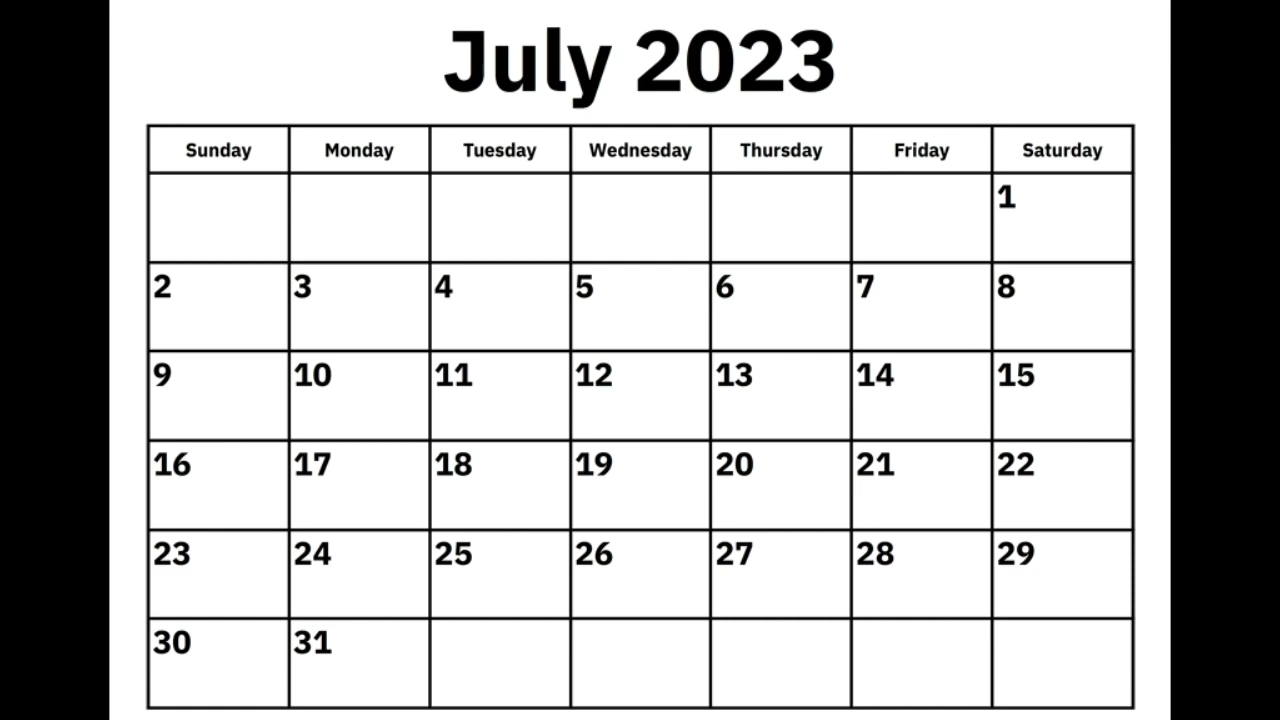 July 2023
Sunday Monday Tuesday Wednesday Thursday Friday Saturday
1
2 3 4 5 6 7 8
9 10 11 12 13 14 15
16 17 18 19 20 21 22
23 24 25 26 27 28 29
30 31